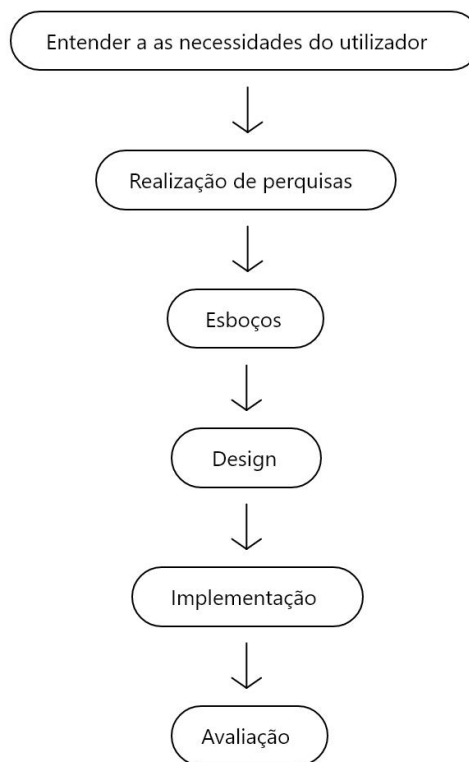 Entender a as necessidades do utilizador
Realização de perquisas
Esboços
Design
Implementação
Avaliação